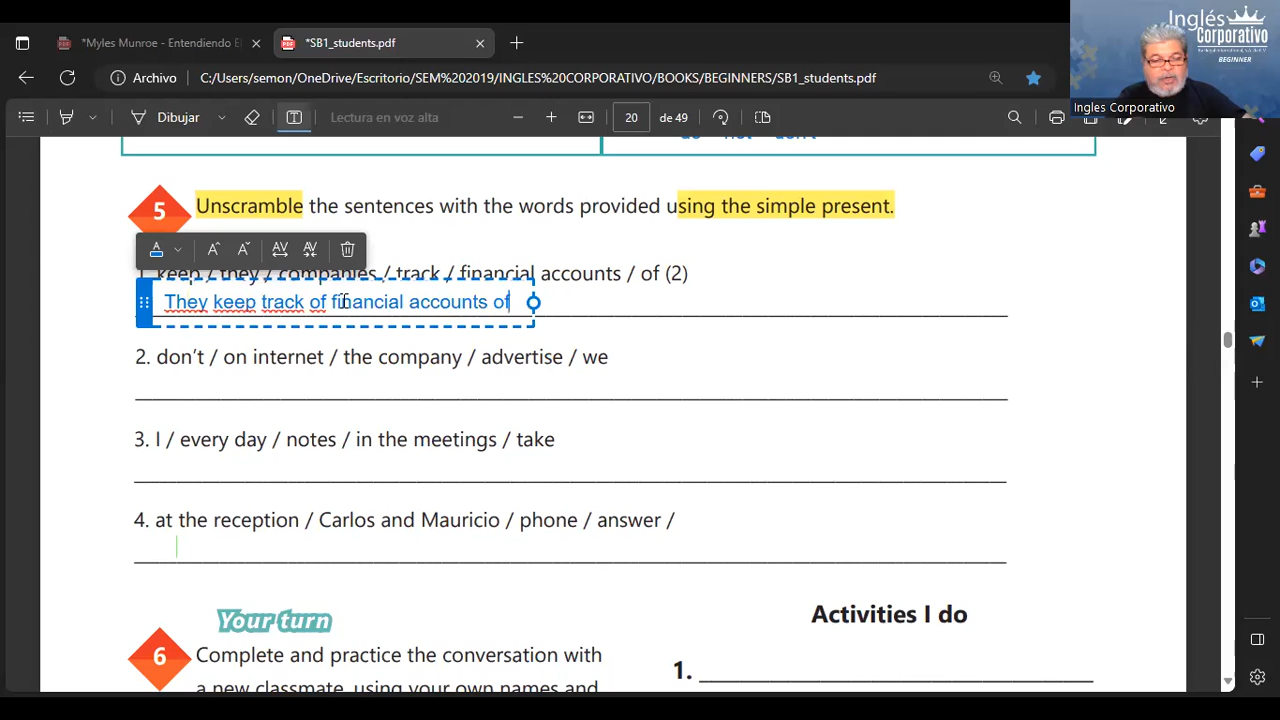 *Myles Munroe - Entendiendo El
*SB1_students.pdf
Inglés
Corporativo
BEGINNER
Archivo
C:/Users/semon/OneDrive/Escritorio/SEM%202019/INGLES%20CORPORATIVO/BOOKS/BEGINNERS/SB1_students.pdf
Ingles Corporativo
Dibujar
Lectura en voz alta
20
de 49
5
Unscramble the sentences with the words provided using the simple present.
1. keep / they / companies / track / financial accounts / of (2)
They keep track of financial accounts of
2. don't / on internet / the company / advertise / we
3. I / every day / notes / in the meetings / take
4. at the reception / Carlos and Mauricio / phone / answer /
Your turn
Activities I do
6
Complete and practice the conversation with
a new classmate, using your own names and
1.